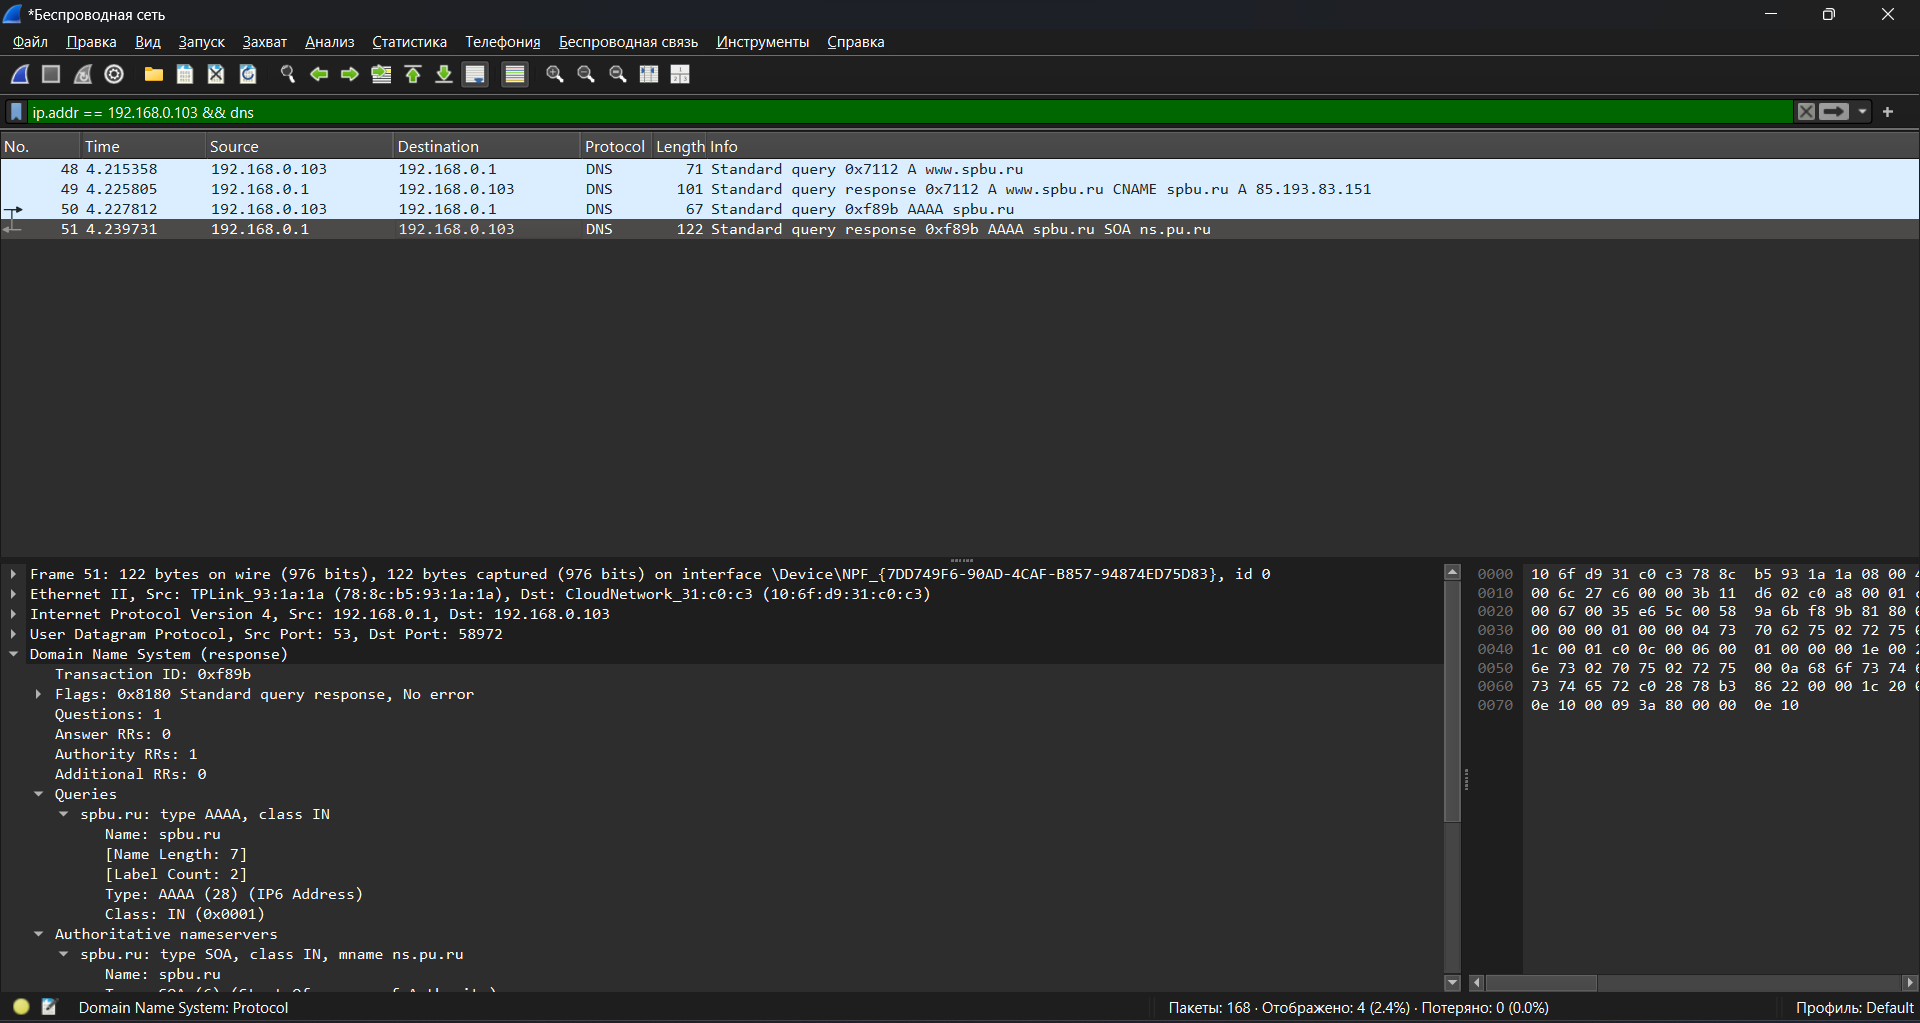 *Беспроводная сеть
Файл Правка Вид Запуск Захват Анализ Статистика Телефония Беспроводная связь Инструменты Справка
ip.addr == 192.168.0.103 && dns
No. Time Source Destination Protocol Length Info
48 4.215358 192.168.0.103 192.168.0.1 DNS 71 Standard query 0x7112 A www.spbu.ru
49 4.225805 192.168.0.1 192.168.0.103 DNS 101 Standard query response 0x7112 A www.spbu.ru CNAME spbu.ru A 85.193.83.151
50 4.227812 192.168.0.103 192.168.0.1 DNS 67 Standard query 0xf89b AAAA spbu.ru
51 4.239731 192.168.0.1 192.168.0.103 DNS 122 Standard query response 0xf89b AAAA spbu.ru SOA ns.pu.ru
Frame 51: 122 bytes on wire (976 bits), 122 bytes captured (976 bits) on interface \Device\NPF_{7DD749F6-90AD-4CAF-B857-94874ED75D83}, id 0
Ethernet II, Src: TPLink_93:1a:1a (78:8c:b5:93:1a:1a), Dst: CloudNetwork_31:c0:c3 (10:6f:d9:31:c0:c3)
Internet Protocol Version 4, Src: 192.168.0.1, Dst: 192.168.0.103
User Datagram Protocol, Src Port: 53, Dst Port: 58972
Domain Name System (response)
Transaction ID: 0xf89b
Flags: 0x8180 Standard query response, No error
Questions: 1
Answer RRs: 0
Authority RRs: 1
Additional RRs: 0
Queries
spbu.ru: type AAAA, class IN
Name: spbu.ru
[Name Length: 7]
[Label Count: 2]
Type: AAAA (28) (IP6 Address)
Class: IN (0x0001)
Authoritative nameservers
spbu.ru: type SOA, class IN, mname ns.pu.ru
Name: spbu.ru
0000 10 6f d9 31 c0 c3 78 8c b5 93 1a 1a 08 00
0010 00 6c 27 c6 00 00 3b 11 d6 02 c0 a8 00 01
0020 00 67 00 35 e6 5c 00 58 9a 6b f8 9b 81 80
0030 00 00 00 01 00 00 04 73 70 62 75 02 72 75
0040 1c 00 01 c0 0c 00 06 00 01 00 00 00 1e 00
0050 6e 73 02 70 75 02 72 75 00 0a 68 6f 73 74
0060 73 74 65 72 c0 28 78 b3 86 22 00 00 1c 20
0070 0e 10 00 09 3a 80 00 00 0e 10
Domain Name System: Protocol
Пакеты: 168 · Отображено: 4 (2.4%) · Потеряно: 0 (0.0%)
Профиль: Default